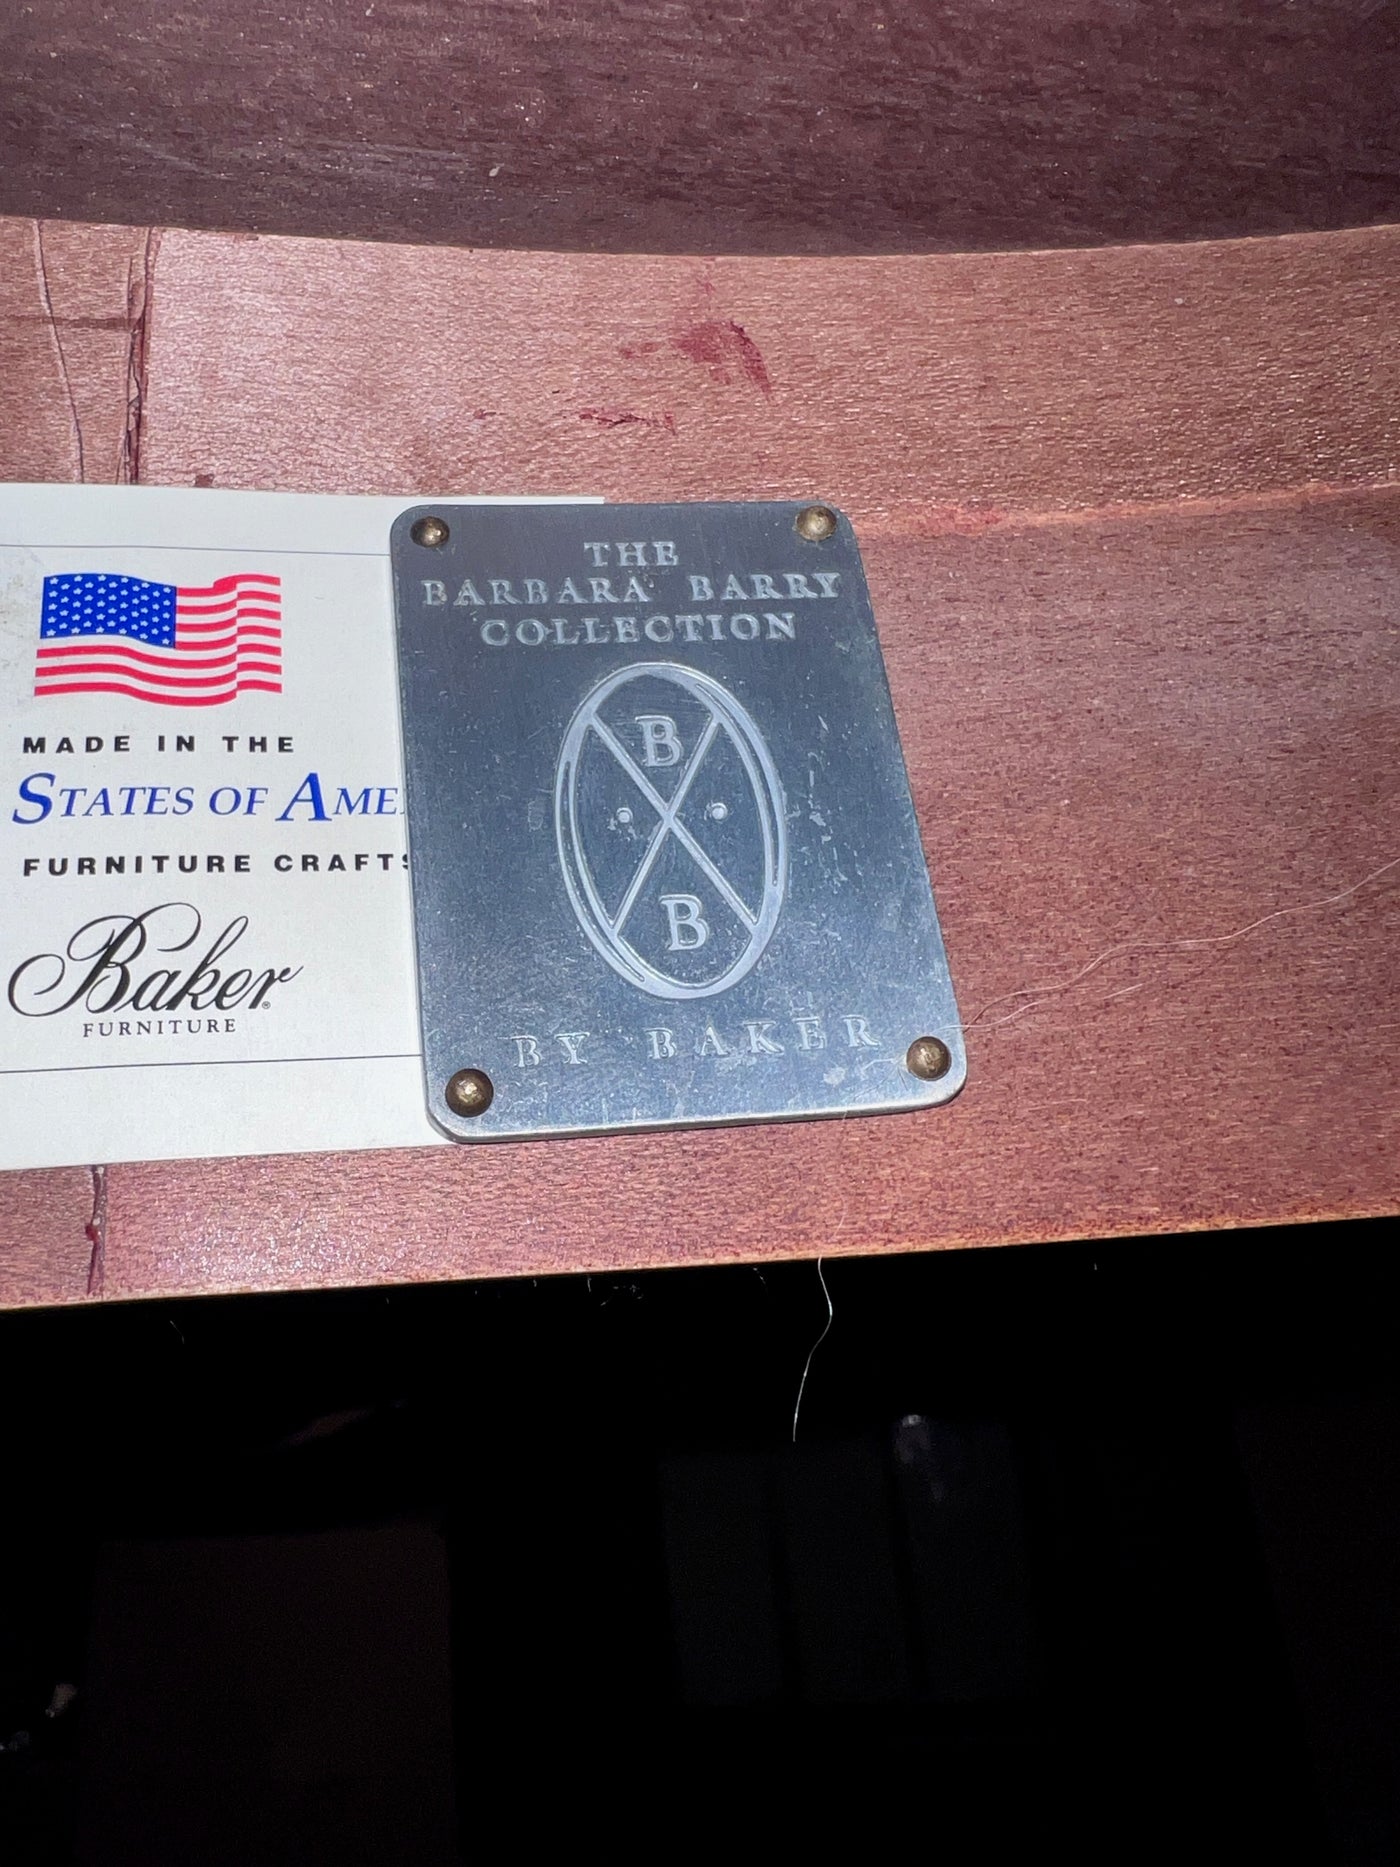 MADE IN THE
STATES OF AME
FURNITURE CRAFTS
Baker
FURNITURE
THE
BARBARA BARRY
COLLECTION
B
B
BY BAKER